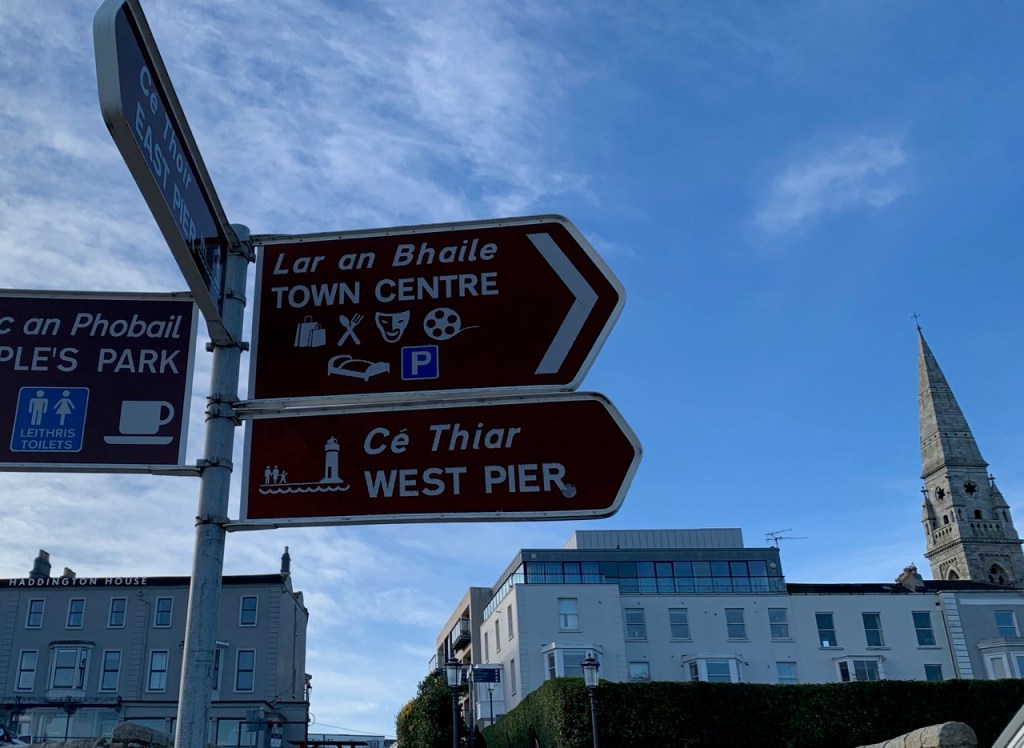 Cé Thoir
EAST PIER
Lar an Bhaile
TOWN CENTRE
P
c an Phobail
PLE'S PARK
LEITHRIS
TOILETS
Cé Thiar
WEST PIER
HADDINGTON HOUSE